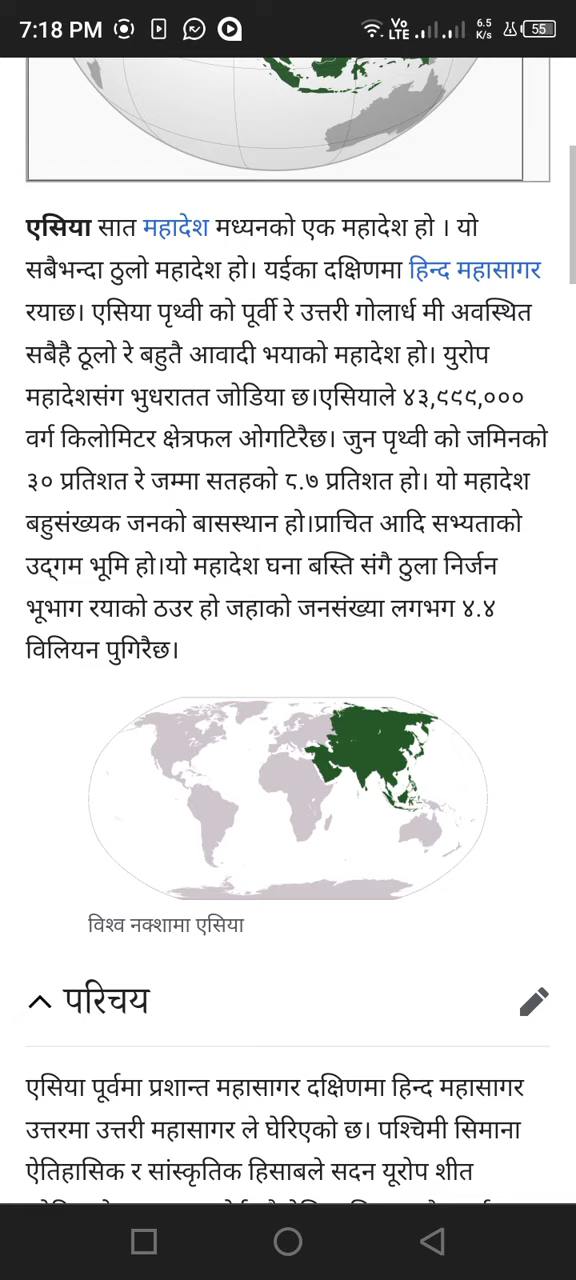 7:18 PM
Vo LTE 6.5 K/s 55
एसिया सात महादेश मध्यनको एक महादेश हो । यो
सबैभन्दा ठुलो महादेश हो। यईका दक्षिणमा हिन्द महासागर
रयाछ। एसिया पृथ्वी को पूर्वी रे उत्तरी गोलार्ध मी अवस्थित
सबैहै ठूलो रे बहुतै आवादी भयाको महादेश हो। युरोप
महादेशसंग भुधरातत जोडिया छ।एसियाले ४३,९९९,०००
वर्ग किलोमिटर क्षेत्रफल ओगटिरैछ। जुन पृथ्वी को जमिनको
३० प्रतिशत रे जम्मा सतहको ८.७ प्रतिशत हो। यो महादेश
बहुसंख्यक जनको बासस्थान हो।प्राचित आदि सभ्यताको
उद्‌गम भूमि हो।यो महादेश घना बस्ति संगै ठुला निर्जन
भूभाग रयाको ठउर हो जहाको जनसंख्या लगभग ४.४
विलियन पुगिरैछ।
विश्व नक्शामा एसिया
परिचय
एसिया पूर्वमा प्रशान्त महासागर दक्षिणमा हिन्द महासागर
उत्तरमा उत्तरी महासागर ले घेरिएको छ। पश्चिमी सिमाना
ऐतिहासिक र सांस्कृतिक हिसाबले सदन यूरोप शीत